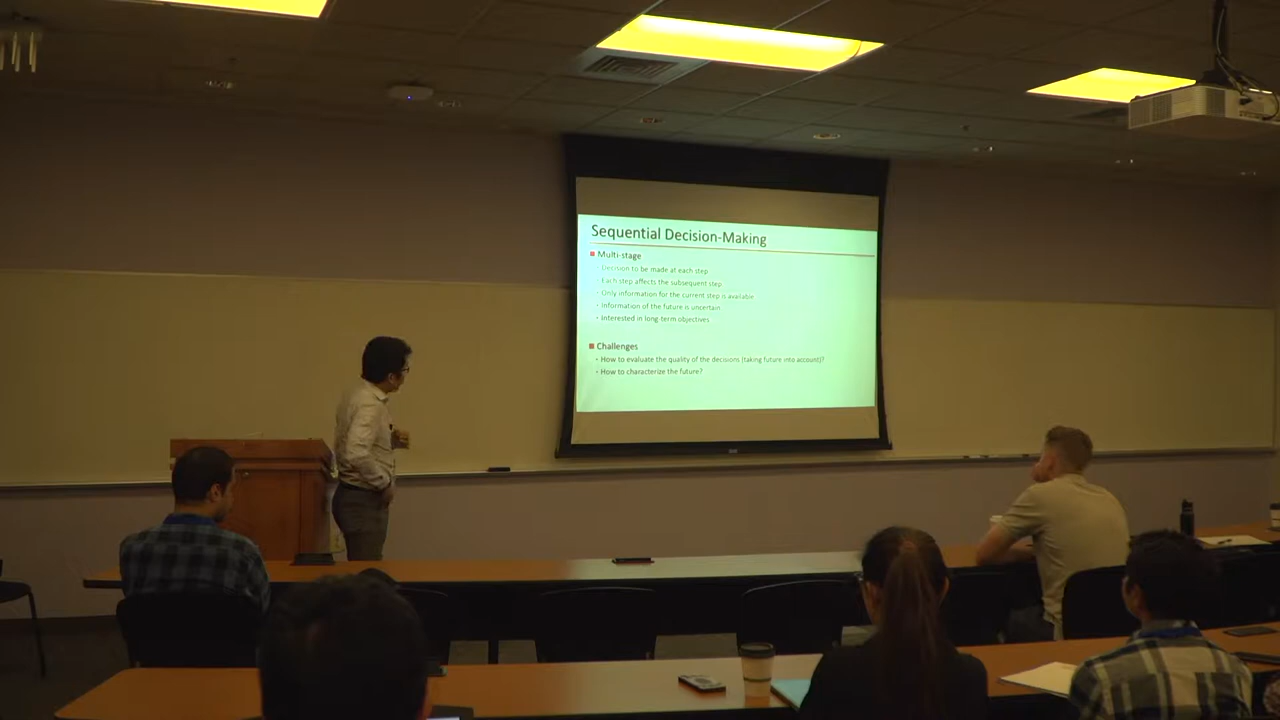 Sequential Decision-Making
Multi-stage
Decision to be made at each step
Each step affects the subsequent step
Only information for the current step is available
Information of the future is uncertain
Interested in long-term objectives
Challenges
How to evaluate the quality of the decisions (taking future into account)?
How to characterize the future?